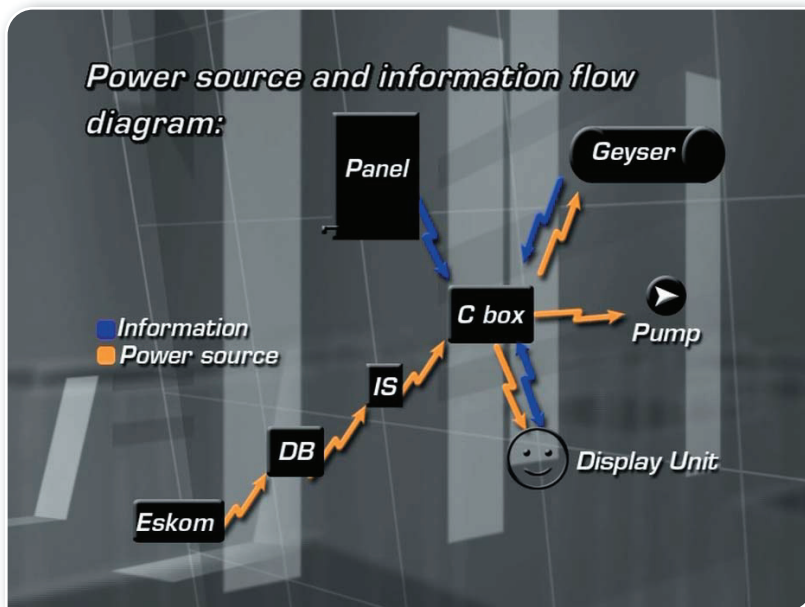 Power source and information flow
diagram:
Panel
Geyser
C box
Pump
Information
Power source
IS
DB
Display Unit
Eskom